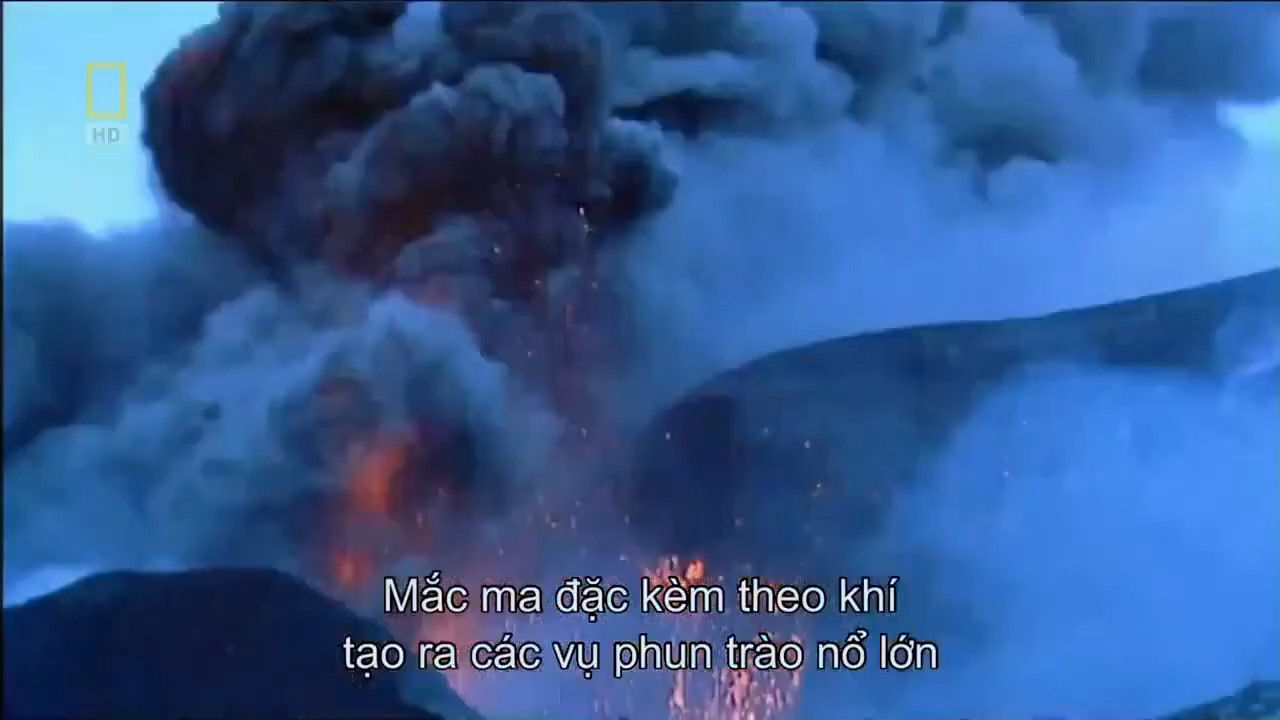 HD
Mắc ma đặc kèm theo khí
tạo ra các vụ phun trào nổ lớn